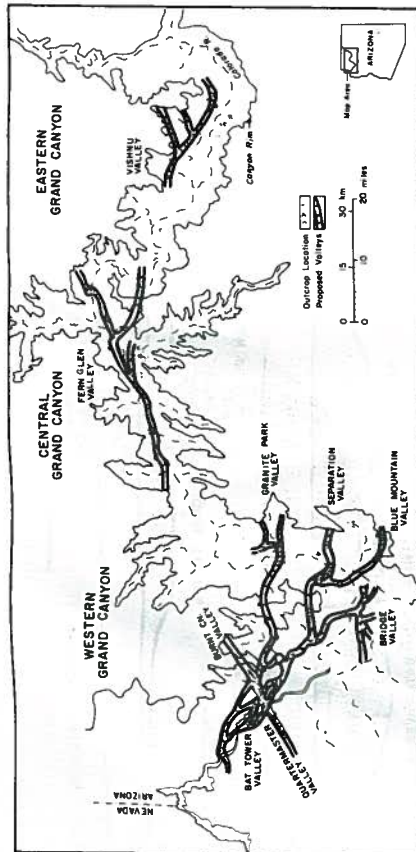 WESTERN
GRAND CANYON
CENTRAL
GRAND CANYON
EASTERN
GRAND CANYON
NEVADA
ARIZONA
BAT TOWER
VALLEY
QUARTERMASTER
VALLEY
BURNT
VALLEY
GRANITE PARK
VALLEY
SEPARATION
VALLEY
BLUE MOUNTAIN
VALLEY
BRIDGE
VALLEY
FERN GLEN
VALLEY
VISHNU
VALLEY
Colorado R.
Canyon Rim
Outcrop Location
Proposed Valleys
0 15 30 km
0 10 20 miles
Map Area
ARIZONA